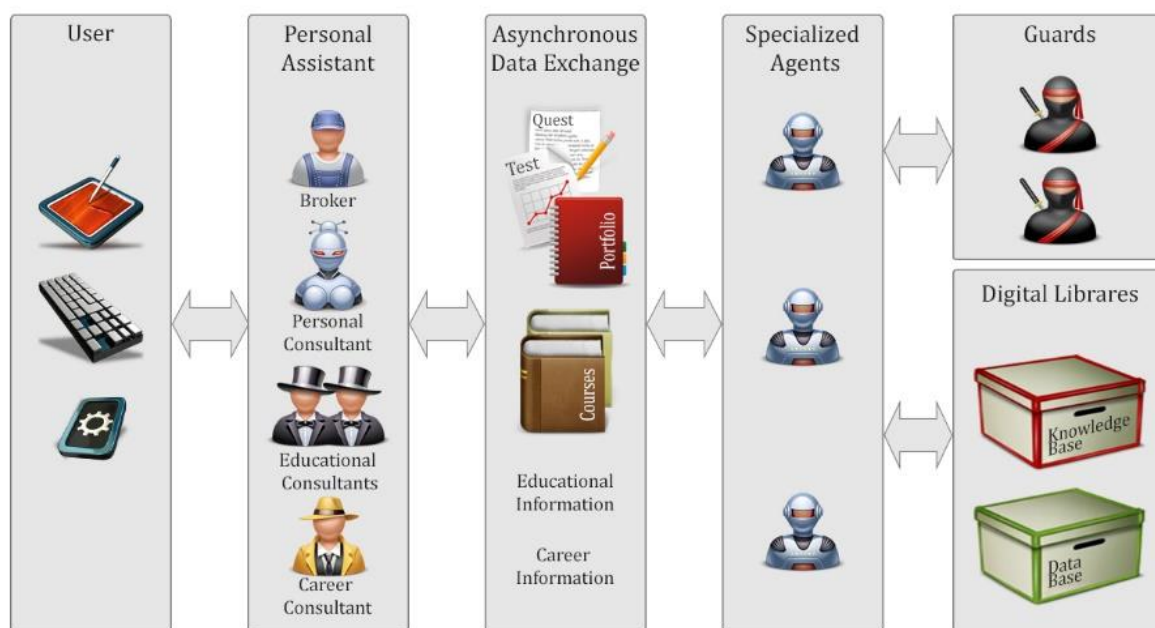 User
Personal
Assistant
Broker
Personal
Consultant
Educational
Consultants
Career
Consultant
Asynchronous
Data Exchange
Quest
Test
Portfolio
Courses
Educational
Information
Career
Information
Specialized
Agents
Guards
Digital Librares
Knowledge
Base
Data
Base